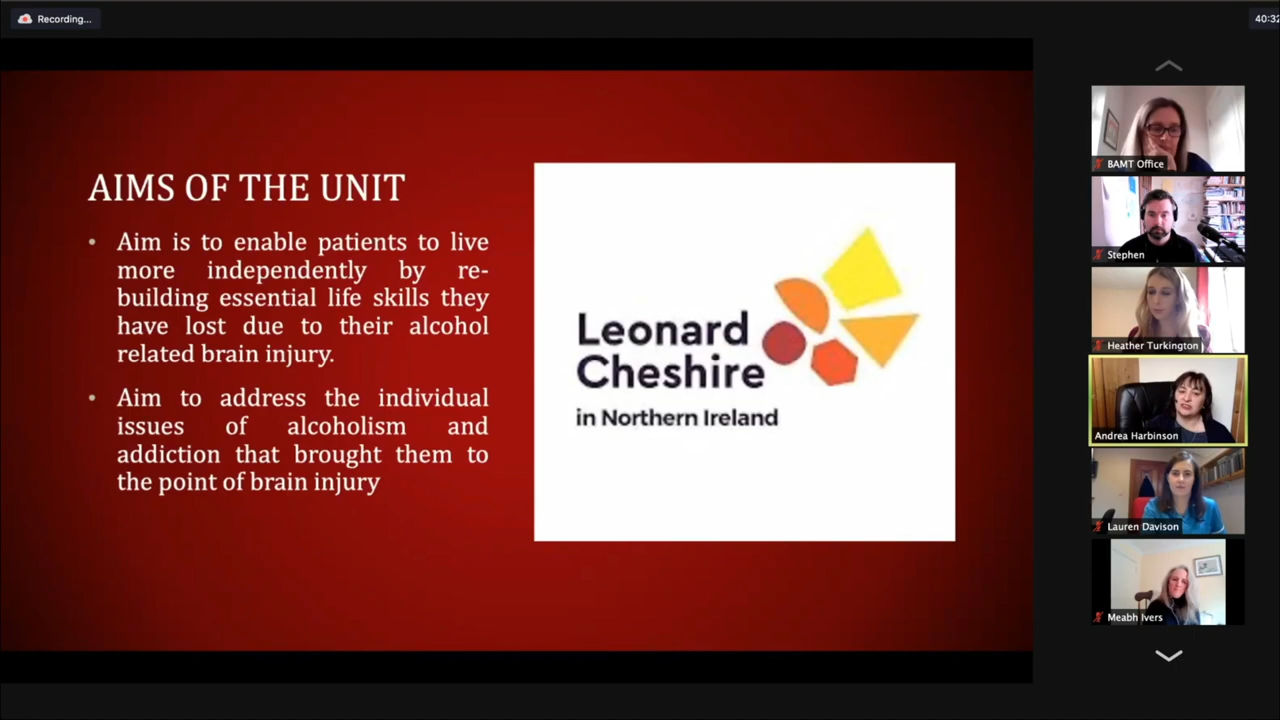 Recording...
40:32
AIMS OF THE UNIT
• Aim is to enable patients to live
more independently by re-
building essential life skills they
have lost due to their alcohol
related brain injury.
• Aim to address the individual
issues of alcoholism and
addiction that brought them to
the point of brain injury
Leonard
Cheshire
in Northern Ireland
BAMT Office
Stephen
Heather Turkington
Andrea Harbinson
Lauren Davison
Meabh Ivers